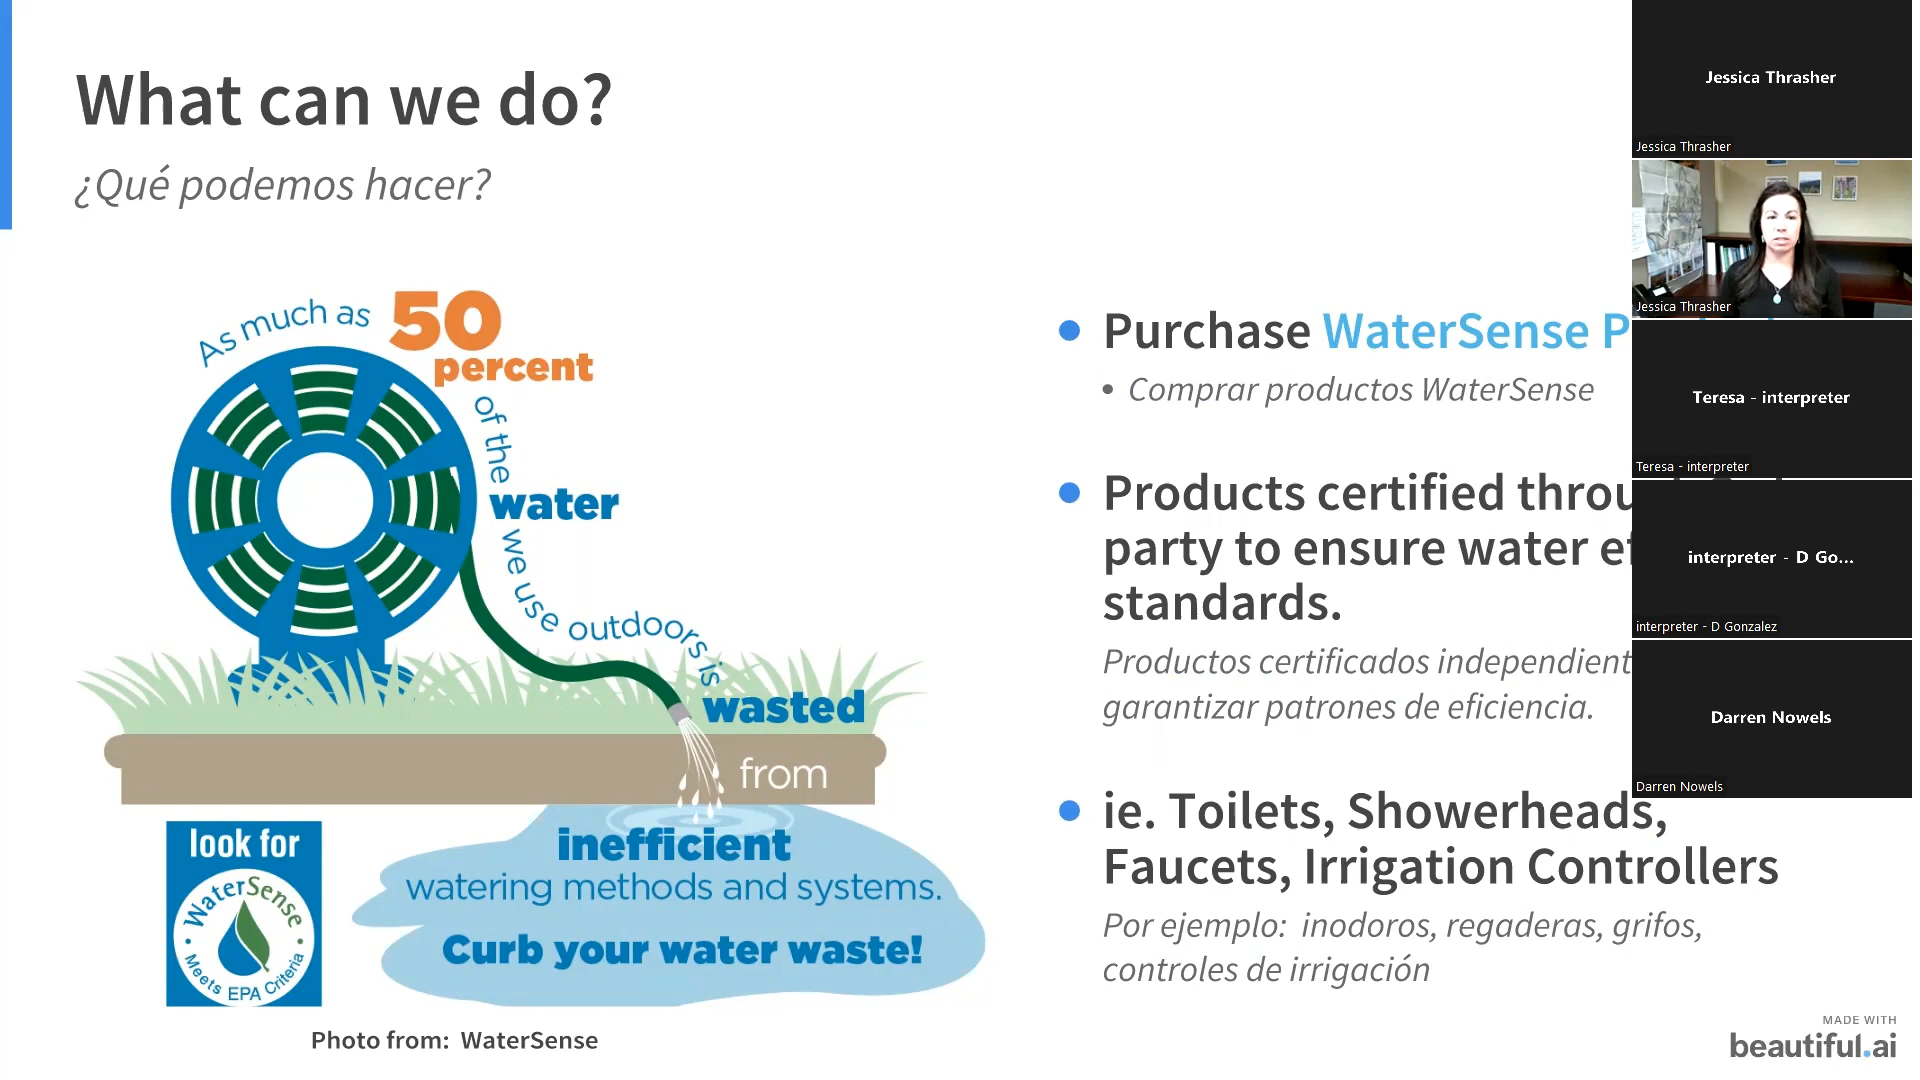 What can we do?
¿Qué podemos hacer?
As much as 50
percent
of the
water
we use outdoors is
wasted
from
inefficient
watering methods and systems.
Curb your water waste!
look for
WaterSense
Meets EPA Criteria
Photo from: WaterSense
Purchase WaterSense
Comprar productos WaterSense
Products certified
party to ensure water
standards.
Productos certificados
garantizar patrones de eficiencia.
ie. Toilets, Showerheads,
Faucets, Irrigation Controllers
Por ejemplo: inodoros, regaderas, grifos,
controles de irrigación
MADE WITH
beautiful.ai
Jessica Thrasher
Jessica Thrasher
Jessica Thrasher
Teresa - interpreter
Teresa - interpreter
interpreter - D Go...
interpreter - D Gonzalez
Darren Nowels
Darren Nowels